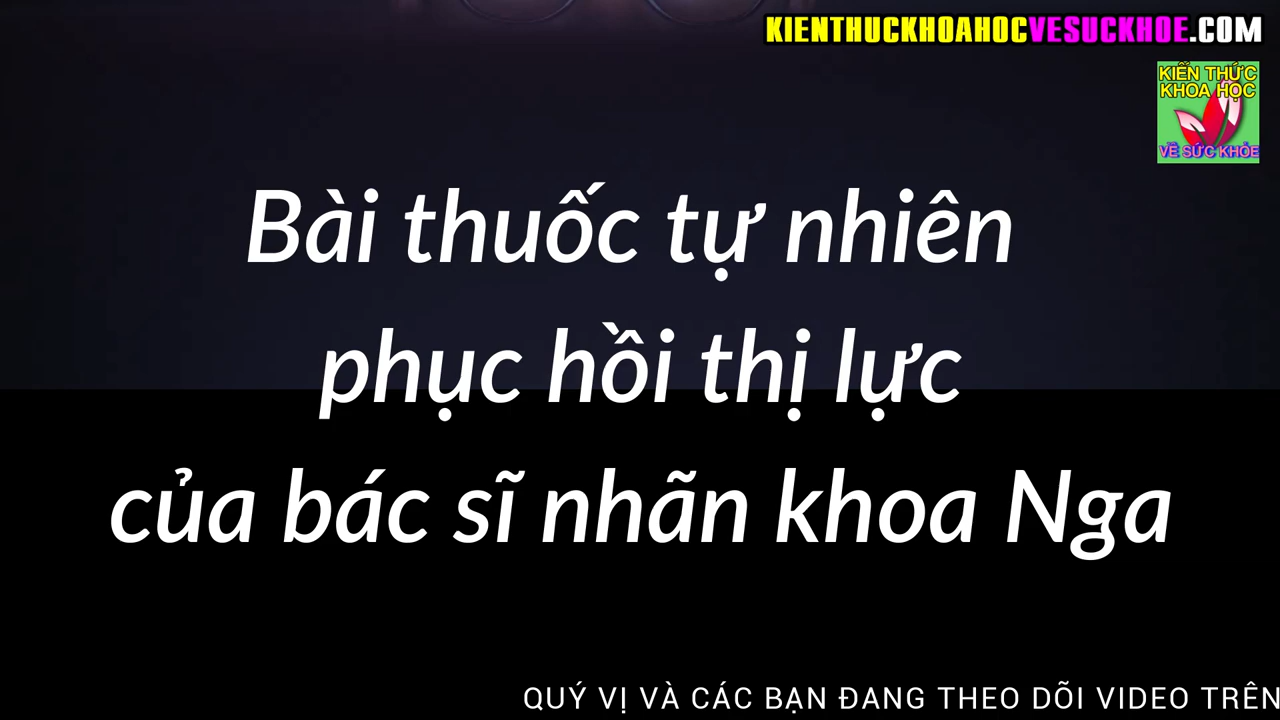 KIENTHUCKHOAHOCVESUCKHOE.COM
KIẾN THỨC
KHOA HỌC
VỀ SỨC KHỎE
Bài thuốc tự nhiên
phục hồi thị lực
của bác sĩ nhãn khoa Nga
QUÝ VỊ VÀ CÁC BẠN ĐANG THEO DÕI VIDEO TRÊN